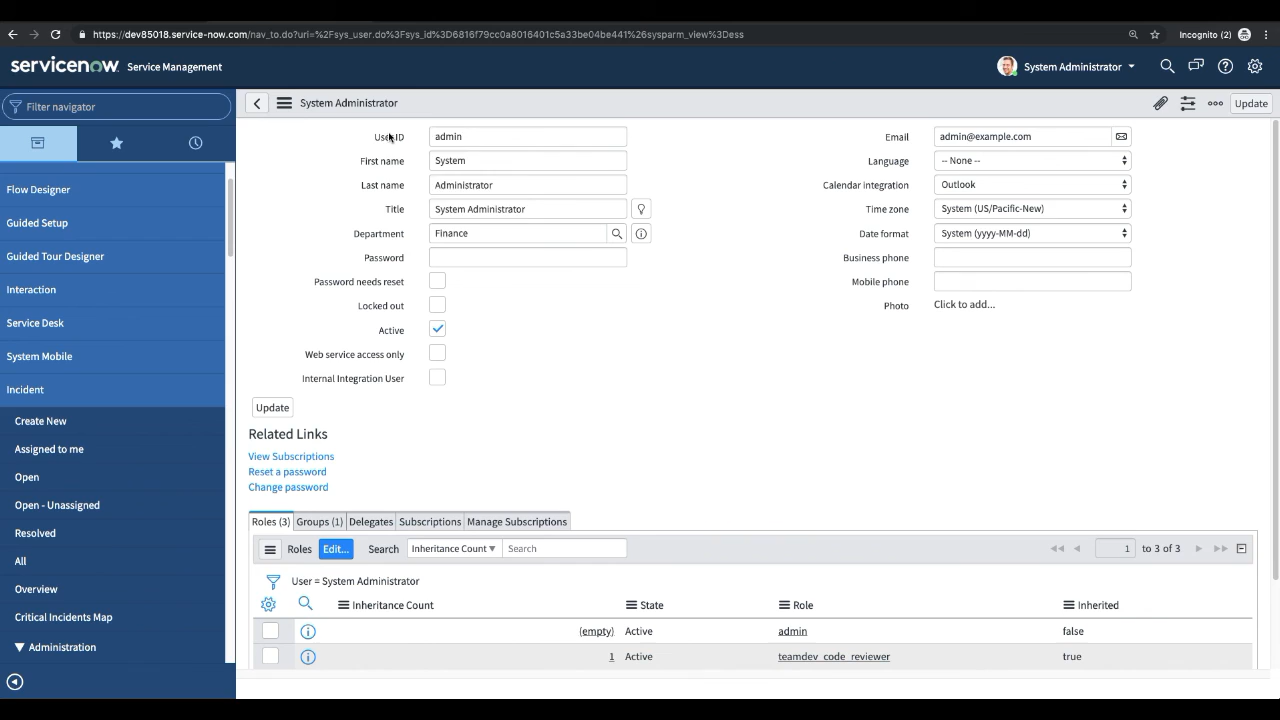 https://dev85018.service-now.com/nav_to.do?uri=%2Fsys_user.do%3Fsys_id%3D6816f79cc0a8016401c5a33be04be441%26sysparm_view%3Dess
Incognito (2)
servicenow Service Management
System Administrator
Filter navigator
System Administrator
Update
Flow Designer
Guided Setup
Guided Tour Designer
Interaction
Service Desk
System Mobile
Incident
Create New
Assigned to me
Open
Open - Unassigned
Resolved
All
Overview
Critical Incidents Map
Administration
User ID admin
First name System
Last name Administrator
Title System Administrator
Department Finance
Password
Password needs reset
Locked out
Active
Web service access only
Internal Integration User
Email admin@example.com
Language -- None --
Calendar integration Outlook
Time zone System (US/Pacific-New)
Date format System (yyyy-MM-dd)
Business phone
Mobile phone
Photo Click to add...
Update
Related Links
View Subscriptions
Reset a password
Change password
Roles (3) Groups (1) Delegates Subscriptions Manage Subscriptions
Roles Edit... Search Inheritance Count Search 1 to 3 of 3
User = System Administrator
Inheritance Count State Role Inherited
(empty) Active admin false
1 Active teamdev_code_reviewer true